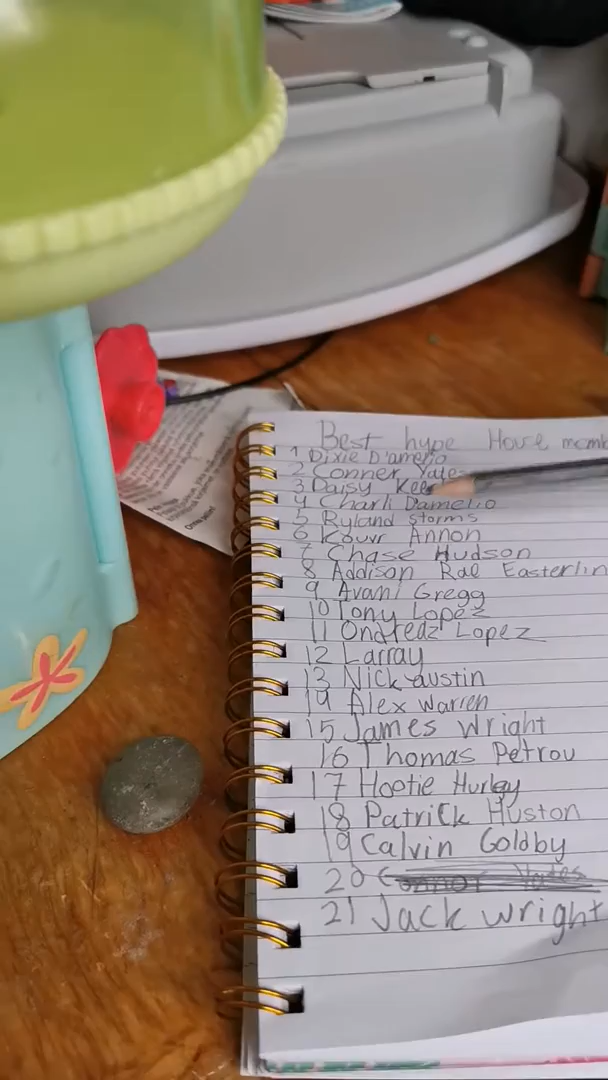 Best hype House memb
1 Dixie D'amelio
2 Conner Yates
3 Daisy Kee
4 Charli Damelio
5 Ryland storms
6 Kouvr Annon
7 Chase Hudson
8 Addison Rae Easterlin
9 Avani Gregg
10 Tony Lopez
11 Ondreaz Lopez
12 Larray
13 Nick austin
14 Alex warren
15 James Wright
16 Thomas Petrou
17 Hootie Hurley
18 Patrick Huston
19 Calvin Goldby
20
21 Jack wright